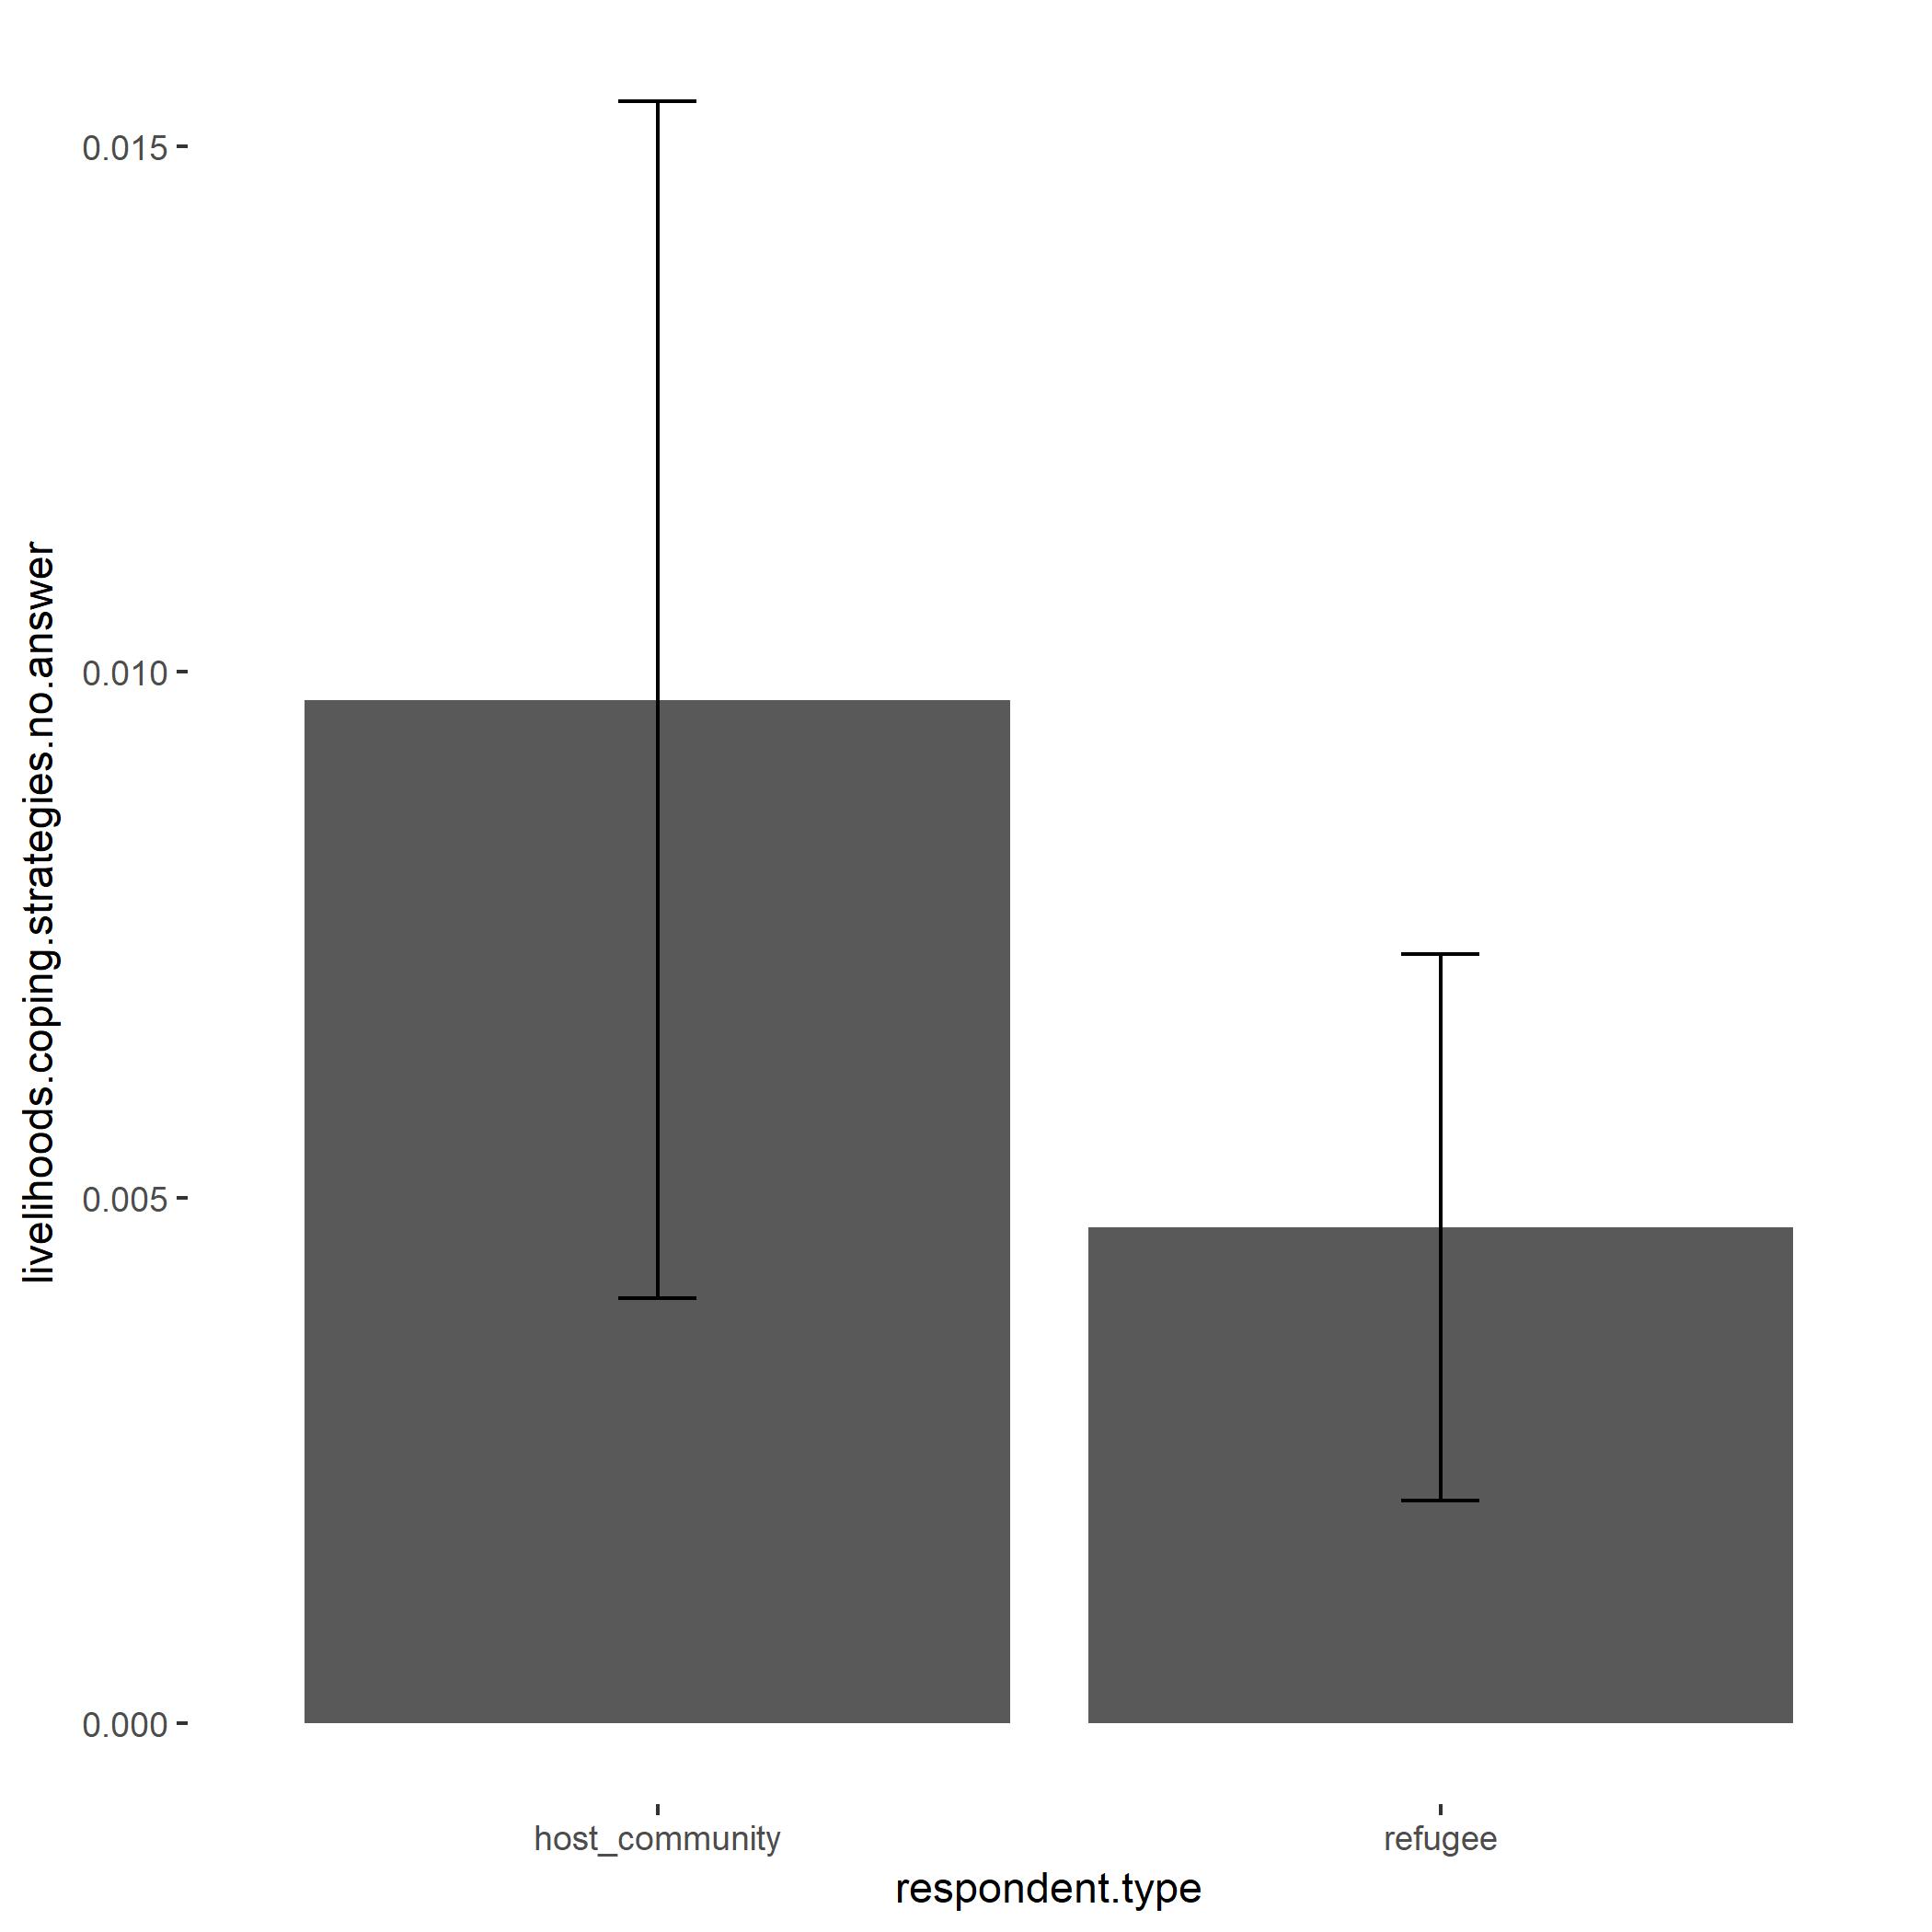 livelihoods.coping.strategies.no.answer
0.015
0.010
0.005
0.000
host_community
refugee
respondent.type